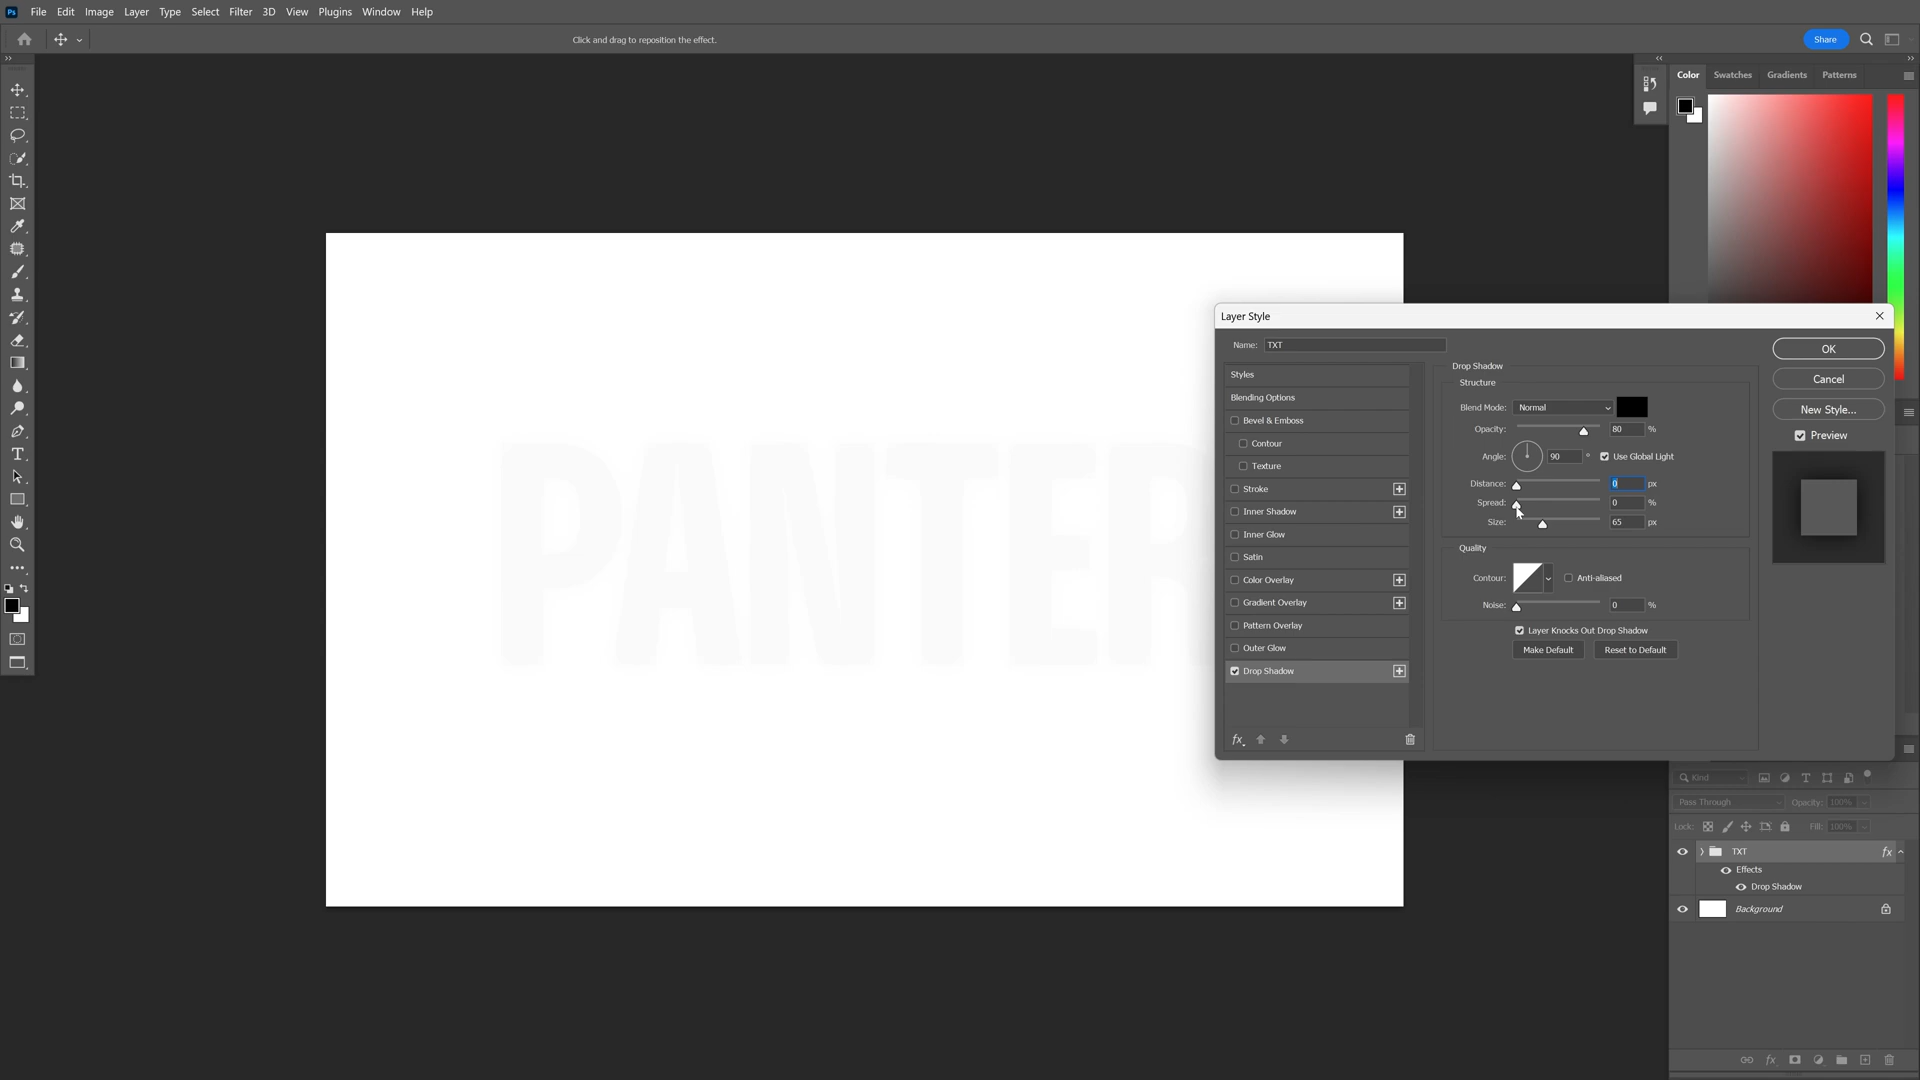 Ps File Edit Image Layer Type Select Filter 3D View Plugins Window Help
Click and drag to reposition the effect.
Share
Color Swatches Gradients Patterns
PANTER
Layer Style
Name: TXT
OK
Cancel
New Style...
Preview
Styles
Blending Options
Bevel & Emboss
Contour
Texture
Stroke
Inner Shadow
Inner Glow
Satin
Color Overlay
Gradient Overlay
Pattern Overlay
Outer Glow
Drop Shadow
fx
Drop Shadow
Structure
Blend Mode: Normal
Opacity: 80 %
Angle: 90 ° Use Global Light
Distance: 0 px
Spread: 0 %
Size: 65 px
Quality
Contour: Anti-aliased
Noise: 0 %
Layer Knocks Out Drop Shadow
Make Default Reset to Default
Kind
Pass Through Opacity: 100%
Lock: Fill: 100%
TXT fx
Effects
Drop Shadow
Background
fx